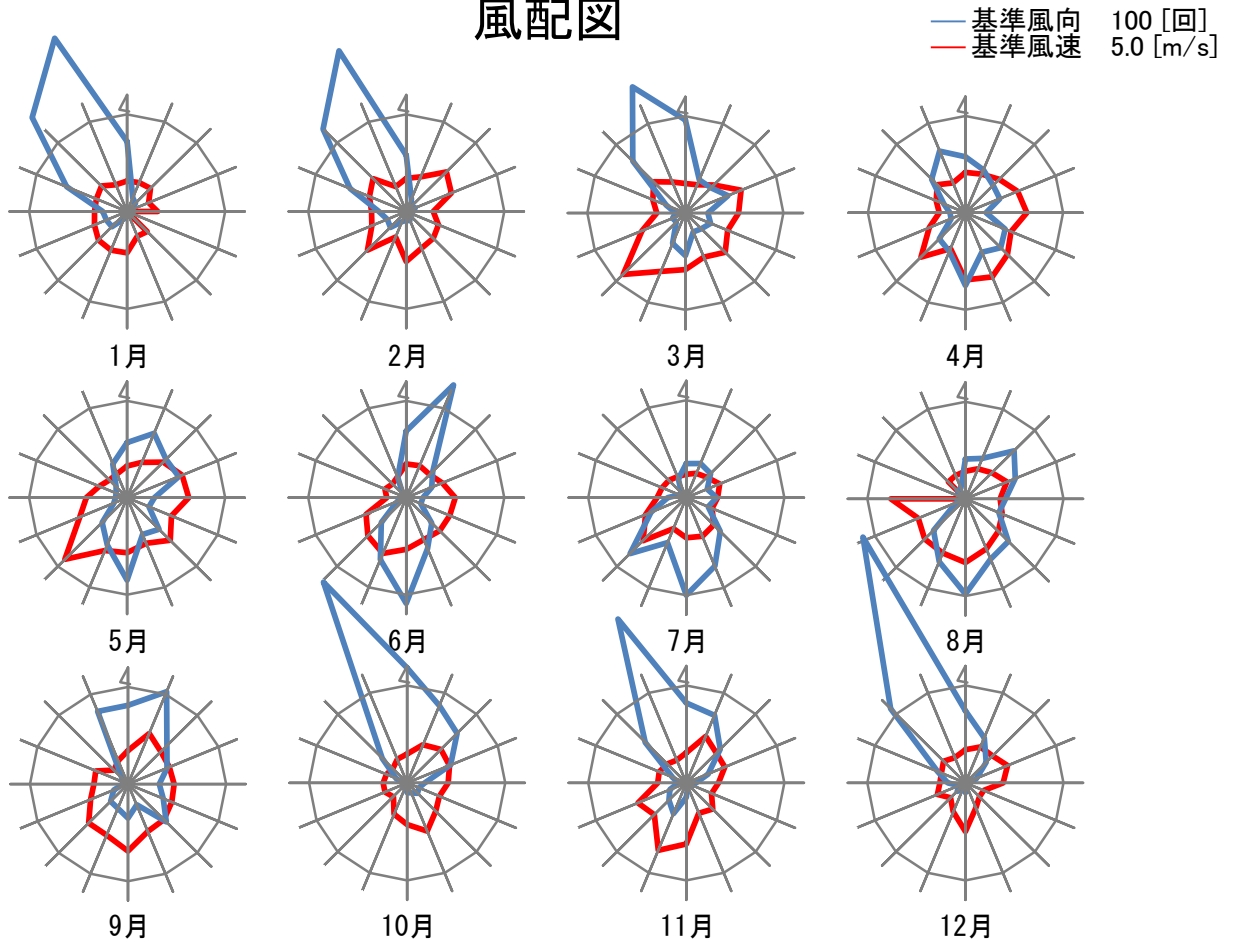 風配図
基準風向 100 [回]
基準風速 5.0 [m/s]
1月
2月
3月
4月
5月
6月
7月
8月
9月
10月
11月
12月